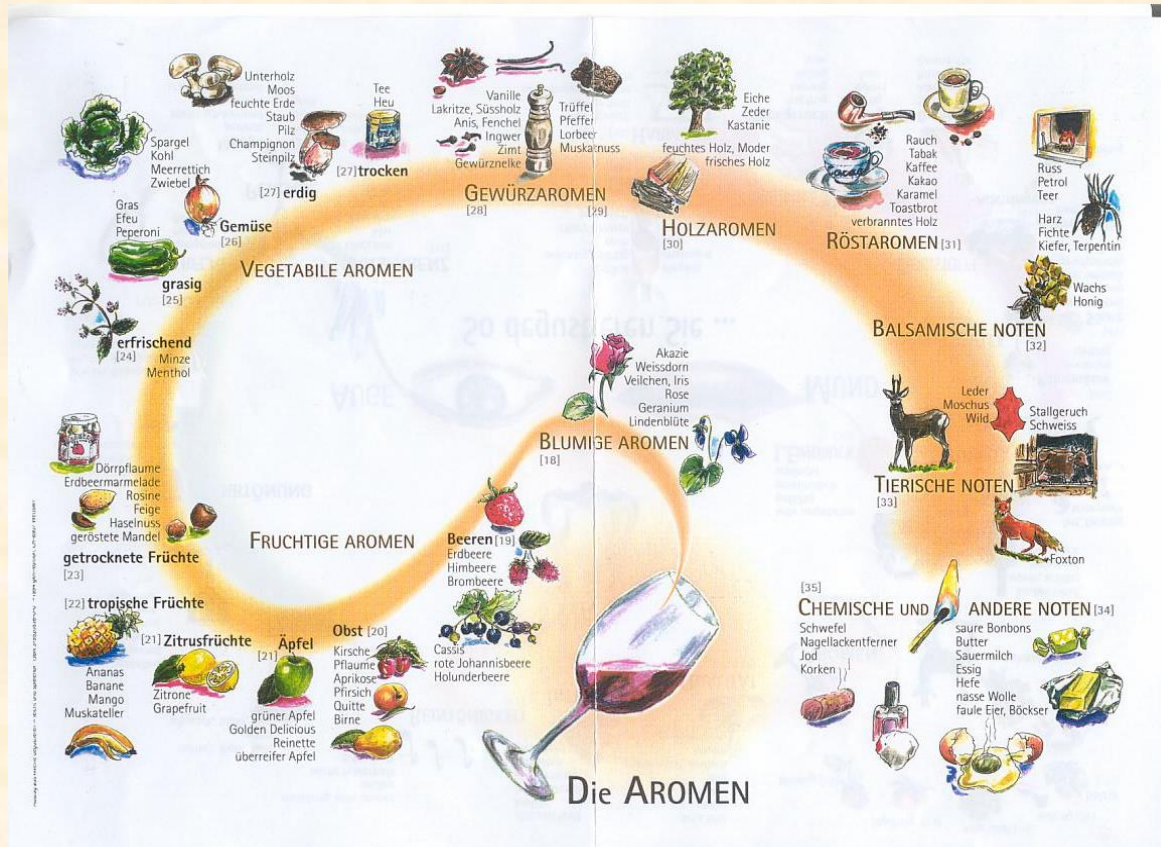 Unterholz
Moos
feuchte Erde
Staub
Pilz
Champignon
Steinpilz
[27] erdig
Tee
Heu
[27] trocken
Spargel
Kohl
Meerrettich
Zwiebel
Gemüse
[26]
Gras
Efeu
Peperoni
grasig
[25]
erfrischend
[24]
Minze
Menthol
VEGETABILE AROMEN
Vanille
Lakritze, Süssholz
Anis, Fenchel
Ingwer
Zimt
Gewürznelke
Trüffel
Pfeffer
Lorbeer
Muskatnuss
GEWÜRZAROMEN
[28]
[29]
Eiche
Zeder
Kastanie
feuchtes Holz, Moder
frisches Holz
HOLZAROMEN
[30]
Rauch
Tabak
Kaffee
Kakao
Karamel
Toastbrot
verbranntes Holz
Cacao
RÖSTAROMEN [31]
Russ
Petrol
Teer
Harz
Fichte
Kiefer, Terpentin
Wachs
Honig
BALSAMISCHE NOTEN
[32]
Leder
Moschus
Wild
Stallgeruch
Schweiss
TIERISCHE NOTEN
[33]
Foxton
Akazie
Weissdorn
Veilchen, Iris
Rose
Geranium
Lindenblüte
BLUMIGE AROMEN
[18]
Dörrpflaume
Erdbeermarmelade
Rosine
Feige
Haselnuss
geröstete Mandel
getrocknete Früchte
[23]
FRUCHTIGE AROMEN
Beeren [19]
Erdbeere
Himbeere
Brombeere
Cassis
rote Johannisbeere
Holunderbeere
[22] tropische Früchte
Ananas
Banane
Mango
Muskateller
[21] Zitrusfrüchte
Zitrone
Grapefruit
Äpfel
[21]
grüner Apfel
Golden Delicious
Reinette
überreifer Apfel
Obst [20]
Kirsche
Pflaume
Aprikose
Pfirsich
Quitte
Birne
[35]
CHEMISCHE UND ANDERE NOTEN [34]
Schwefel
Nagellackentferner
Jod
Korken
saure Bonbons
Butter
Sauermilch
Essig
Hefe
nasse Wolle
faule Eier, Böckser
Die AROMEN
So degustieren Sie ...
AUGE
MUND